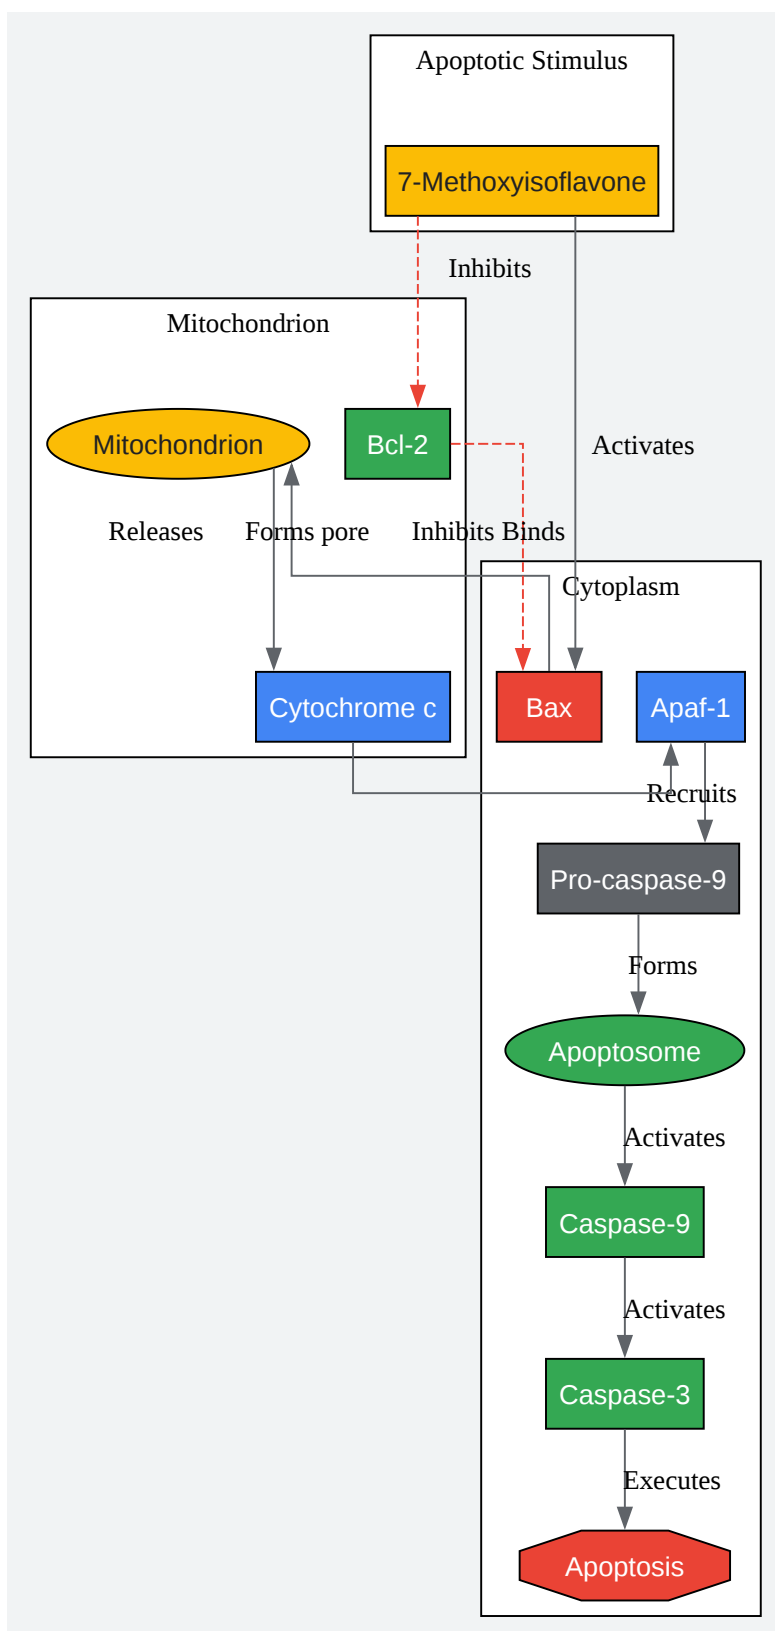 Apoptotic Stimulus
7-Methoxyisoflavone
Inhibits
Mitochondrion
Mitochondrion
Bcl-2
Activates
Releases
Forms pore
Inhibits
Binds
Cytoplasm
Cytochrome c
Bax
Apaf-1
Recruits
Pro-caspase-9
Forms
Apoptosome
Activates
Caspase-9
Activates
Caspase-3
Executes
Apoptosis